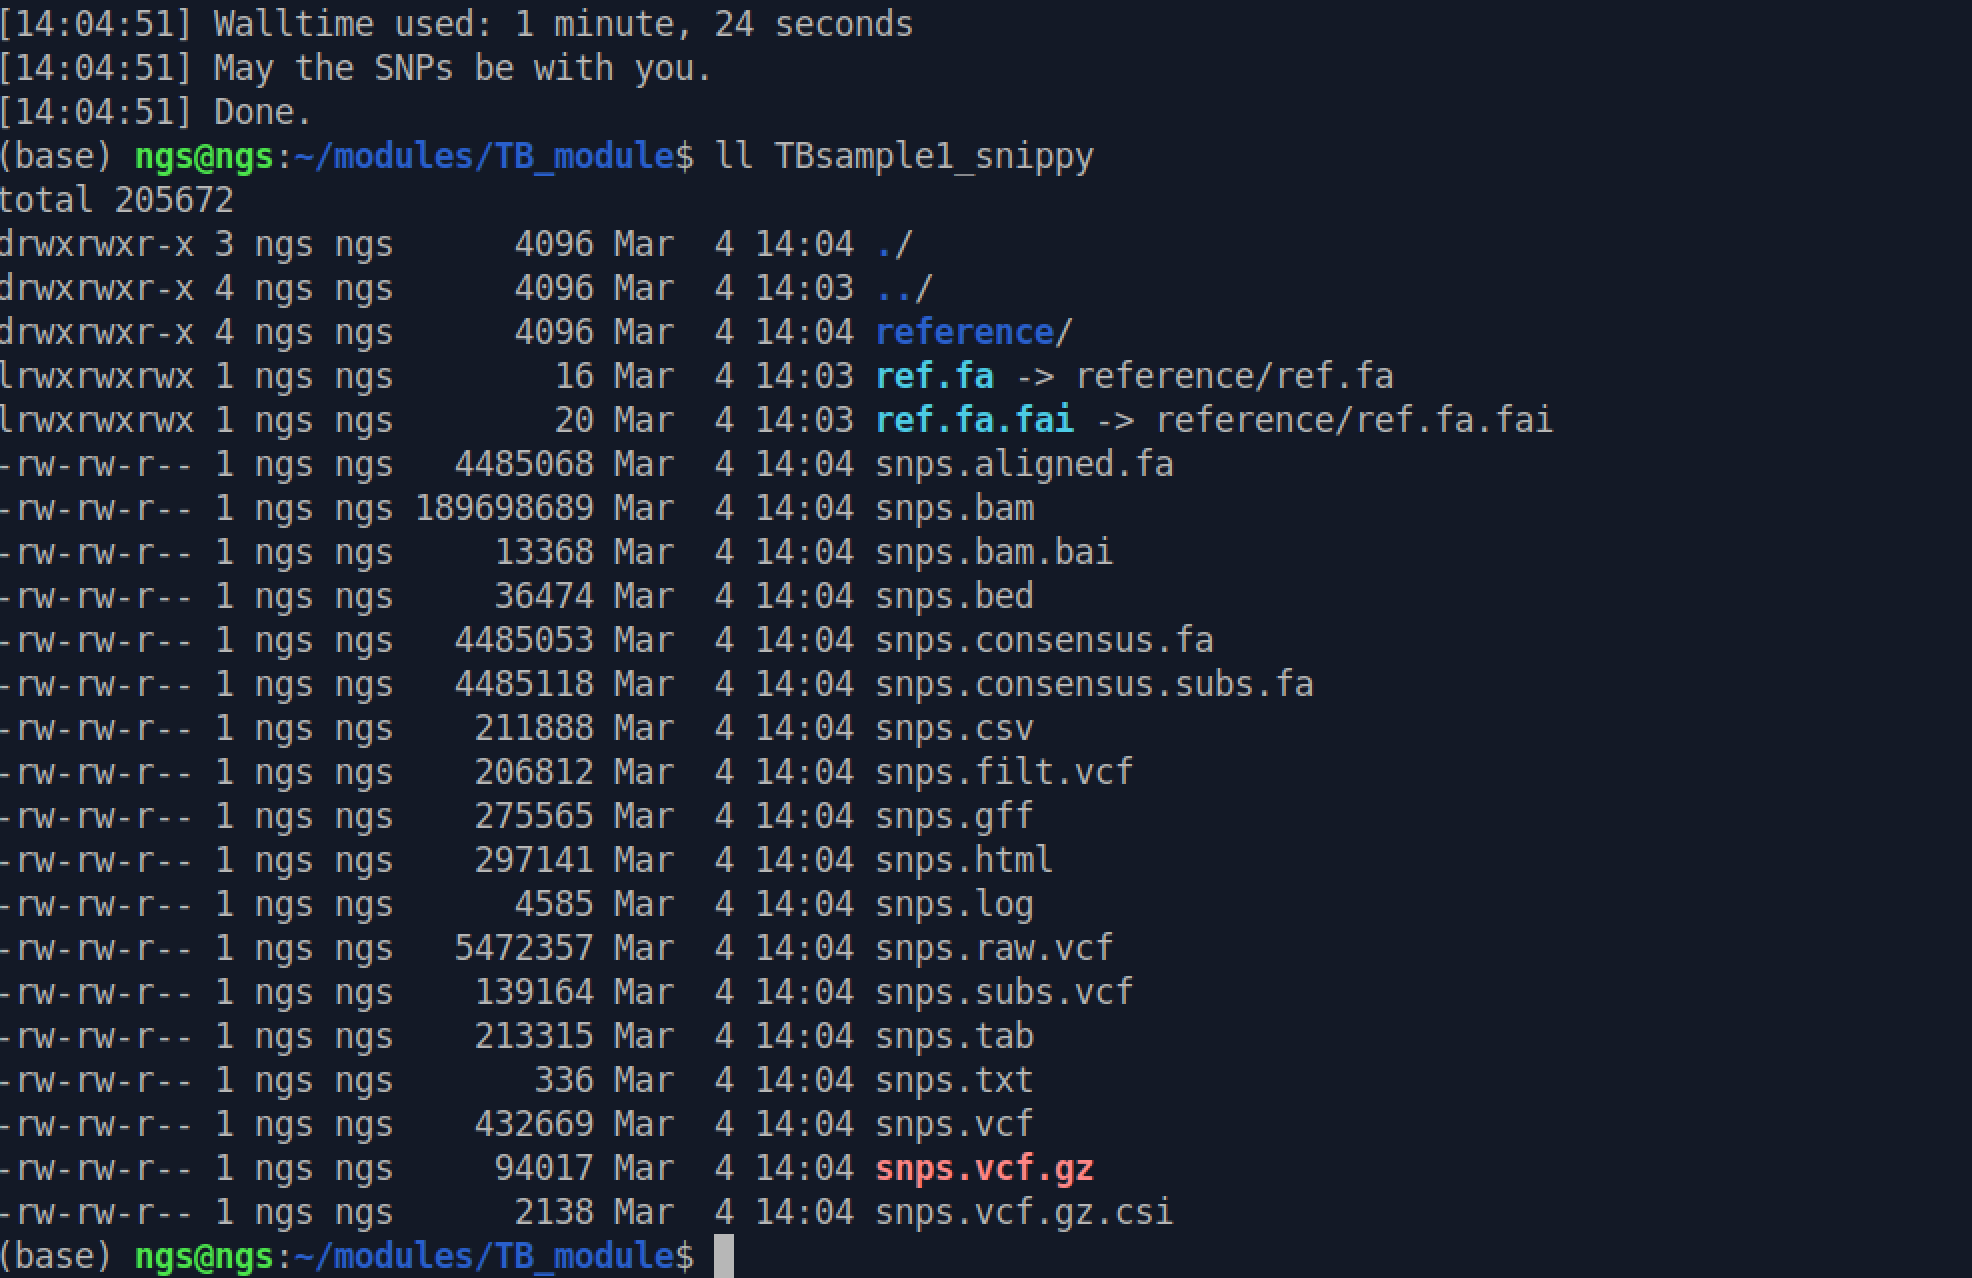 [14:04:51] Walltime used: 1 minute, 24 seconds
[14:04:51] May the SNPs be with you.
[14:04:51] Done.
(base) ngs@ngs:~/modules/TB_module$ ll TBsample1_snippy
total 205672
drwxrwxr-x 3 ngs ngs      4096 Mar  4 14:04 ./
drwxrwxr-x 4 ngs ngs      4096 Mar  4 14:03 ../
drwxrwxr-x 4 ngs ngs      4096 Mar  4 14:04 reference/
lrwxrwxrwx 1 ngs ngs        16 Mar  4 14:03 ref.fa -> reference/ref.fa
lrwxrwxrwx 1 ngs ngs        20 Mar  4 14:03 ref.fa.fai -> reference/ref.fa.fai
-rw-rw-r-- 1 ngs ngs   4485068 Mar  4 14:04 snps.aligned.fa
-rw-rw-r-- 1 ngs ngs 189698689 Mar  4 14:04 snps.bam
-rw-rw-r-- 1 ngs ngs     13368 Mar  4 14:04 snps.bam.bai
-rw-rw-r-- 1 ngs ngs     36474 Mar  4 14:04 snps.bed
-rw-rw-r-- 1 ngs ngs   4485053 Mar  4 14:04 snps.consensus.fa
-rw-rw-r-- 1 ngs ngs   4485118 Mar  4 14:04 snps.consensus.subs.fa
-rw-rw-r-- 1 ngs ngs    211888 Mar  4 14:04 snps.csv
-rw-rw-r-- 1 ngs ngs    206812 Mar  4 14:04 snps.filt.vcf
-rw-rw-r-- 1 ngs ngs    275565 Mar  4 14:04 snps.gff
-rw-rw-r-- 1 ngs ngs    297141 Mar  4 14:04 snps.html
-rw-rw-r-- 1 ngs ngs      4585 Mar  4 14:04 snps.log
-rw-rw-r-- 1 ngs ngs   5472357 Mar  4 14:04 snps.raw.vcf
-rw-rw-r-- 1 ngs ngs    139164 Mar  4 14:04 snps.subs.vcf
-rw-rw-r-- 1 ngs ngs    213315 Mar  4 14:04 snps.tab
-rw-rw-r-- 1 ngs ngs       336 Mar  4 14:04 snps.txt
-rw-rw-r-- 1 ngs ngs    432669 Mar  4 14:04 snps.vcf
-rw-rw-r-- 1 ngs ngs     94017 Mar  4 14:04 snps.vcf.gz
-rw-rw-r-- 1 ngs ngs      2138 Mar  4 14:04 snps.vcf.gz.csi
(base) ngs@ngs:~/modules/TB_module$